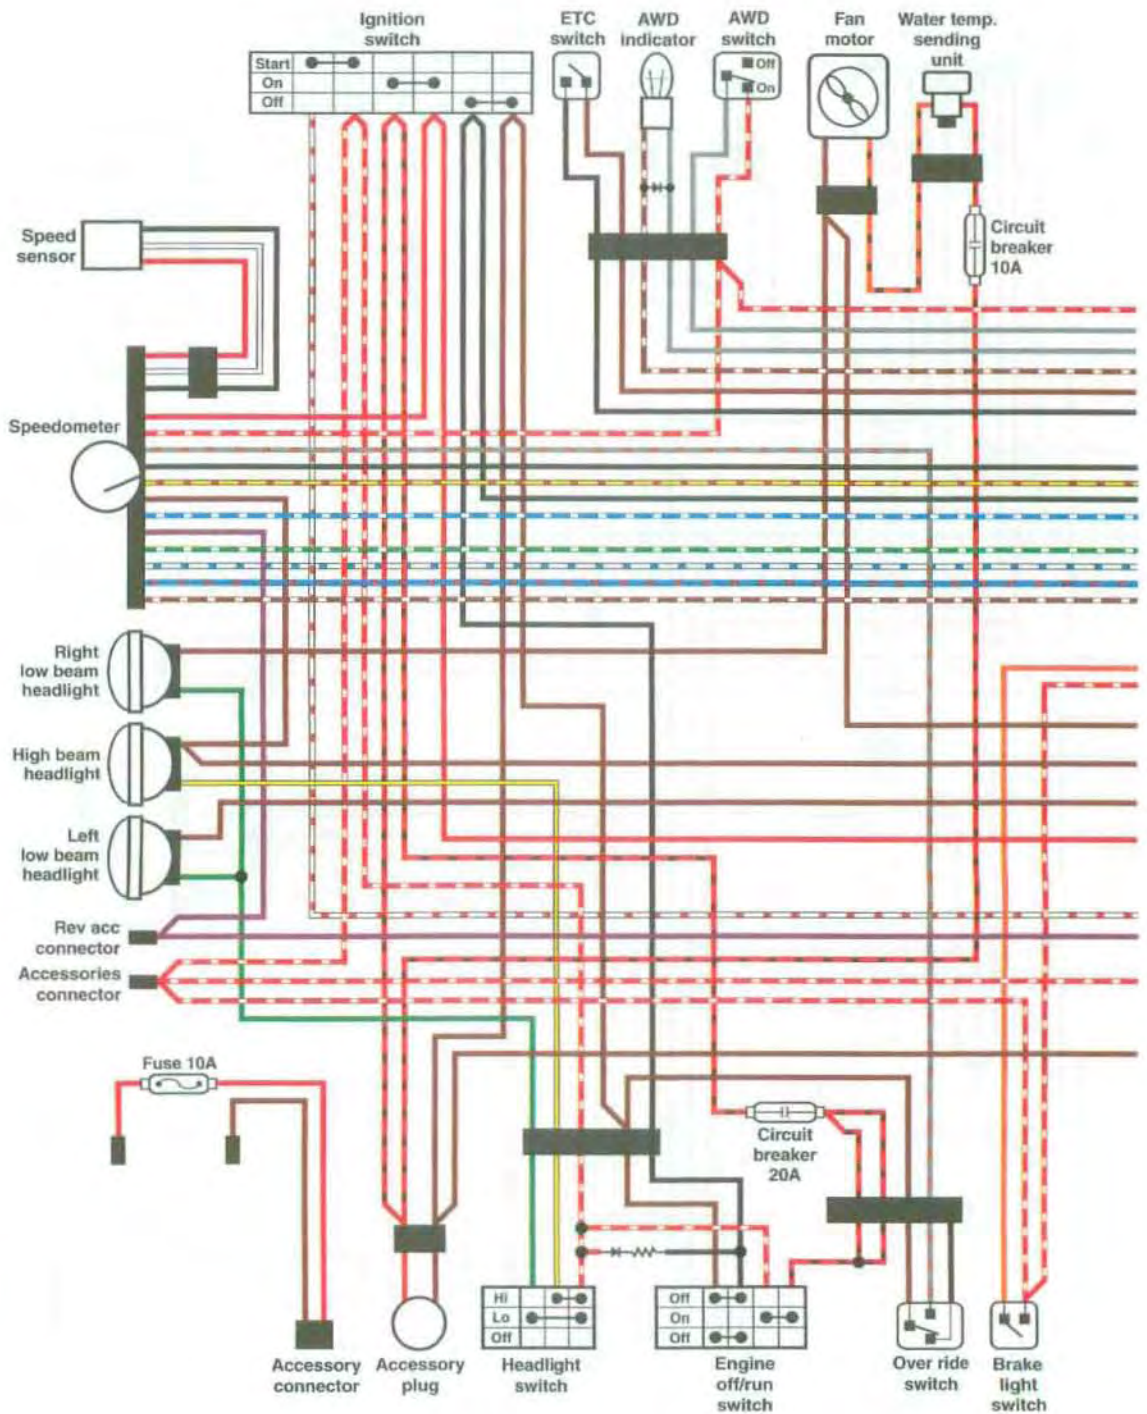 Ignition
switch
ETC
switch
AWD
indicator
AWD
switch
Fan
motor
Water temp.
sending
unit
Start
On
Off
Off
On
Speed
sensor
Circuit
breaker
10A
Speedometer
Right
low beam
headlight
High beam
headlight
Left
low beam
headlight
Rev acc
connector
Accessories
connector
Fuse 10A
Circuit
breaker
20A
Hi
Lo
Off
Off
On
Off
Accessory
connector
Accessory
plug
Headlight
switch
Engine
off/run
switch
Over ride
switch
Brake
light
switch